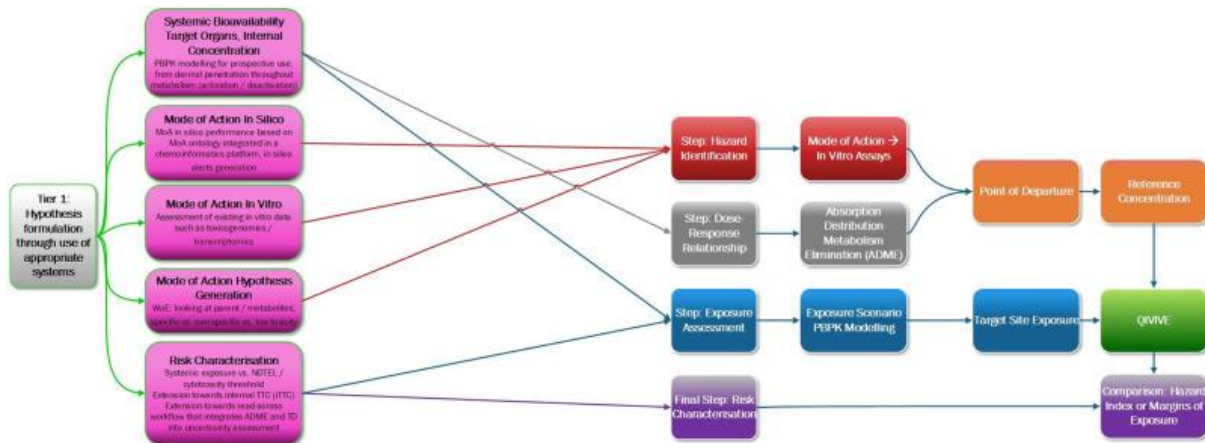 Tier 1:
Hypothesis
formulation
through use of
appropriate
systems
Systemic Bioavailability
Target Organs, Internal
Concentration
PBPK modelling for prospective use,
from dermal penetration throughout
metabolism (activation / deactivation)
Mode of Action In Silico
MoA in silico performance based on
MoA ontology integrated in a
chemoinformatics platform, in silico
alerts generation
Mode of Action In Vitro
Assessment of existing in vitro data
such as toxicogenomics /
transcriptomics
Mode of Action Hypothesis
Generation
WoE; looking at parent / metabolites;
specific vs. nonspecific vs. low toxicity
Risk Characterisation
Systemic exposure vs. NOTEL /
cytotoxicity threshold
Extension towards internal TTC (iTTC)
Extension towards read-across
workflow that integrates ADME and TD
into uncertainty assessment
Step: Hazard
Identification
Mode of Action →
In Vitro Assays
Step: Dose-
Response
Relationship
Absorption
Distribution
Metabolism
Elimination (ADME)
Point of Departure
Reference
Concentration
Step: Exposure
Assessment
Exposure Scenario
PBPK Modelling
Target Site Exposure
QIVIVE
Final Step: Risk
Characterisation
Comparison: Hazard
Index or Margins of
Exposure